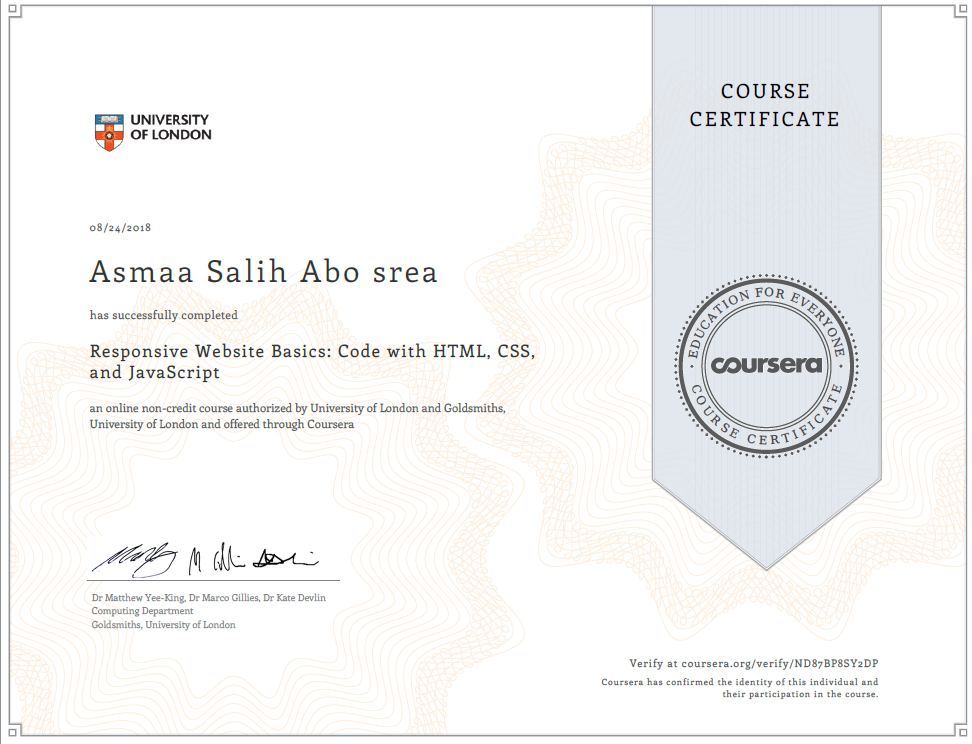 COURSE
CERTIFICATE
UNIVERSITY
OF LONDON
08/24/2018
Asmaa Salih Abo srea
has successfully completed
Responsive Website Basics: Code with HTML, CSS,
and JavaScript
an online non-credit course authorized by University of London and Goldsmiths,
University of London and offered through Coursera
EDUCATION FOR EVERYONE
coursera
COURSE CERTIFICATE
Dr Matthew Yee-King, Dr Marco Gillies, Dr Kate Devlin
Computing Department
Goldsmiths, University of London
Verify at coursera.org/verify/ND87BP8SY2DP
Coursera has confirmed the identity of this individual and
their participation in the course.